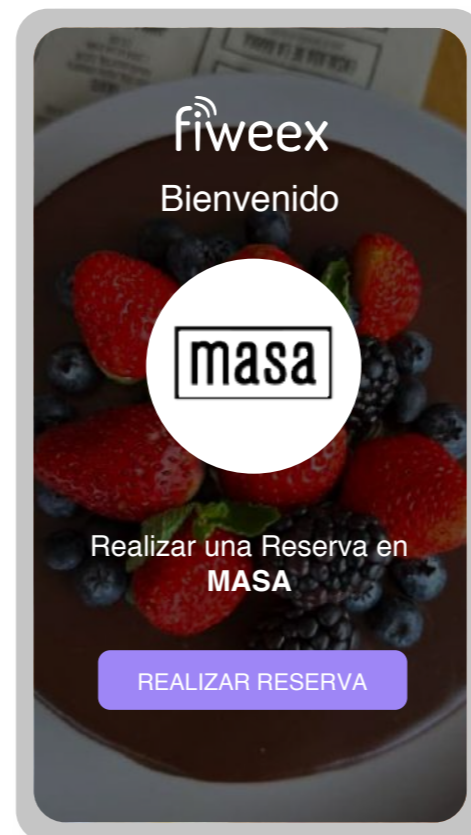 fiweex
Bienvenido
masa
Realizar una Reserva en
MASA
REALIZAR RESERVA